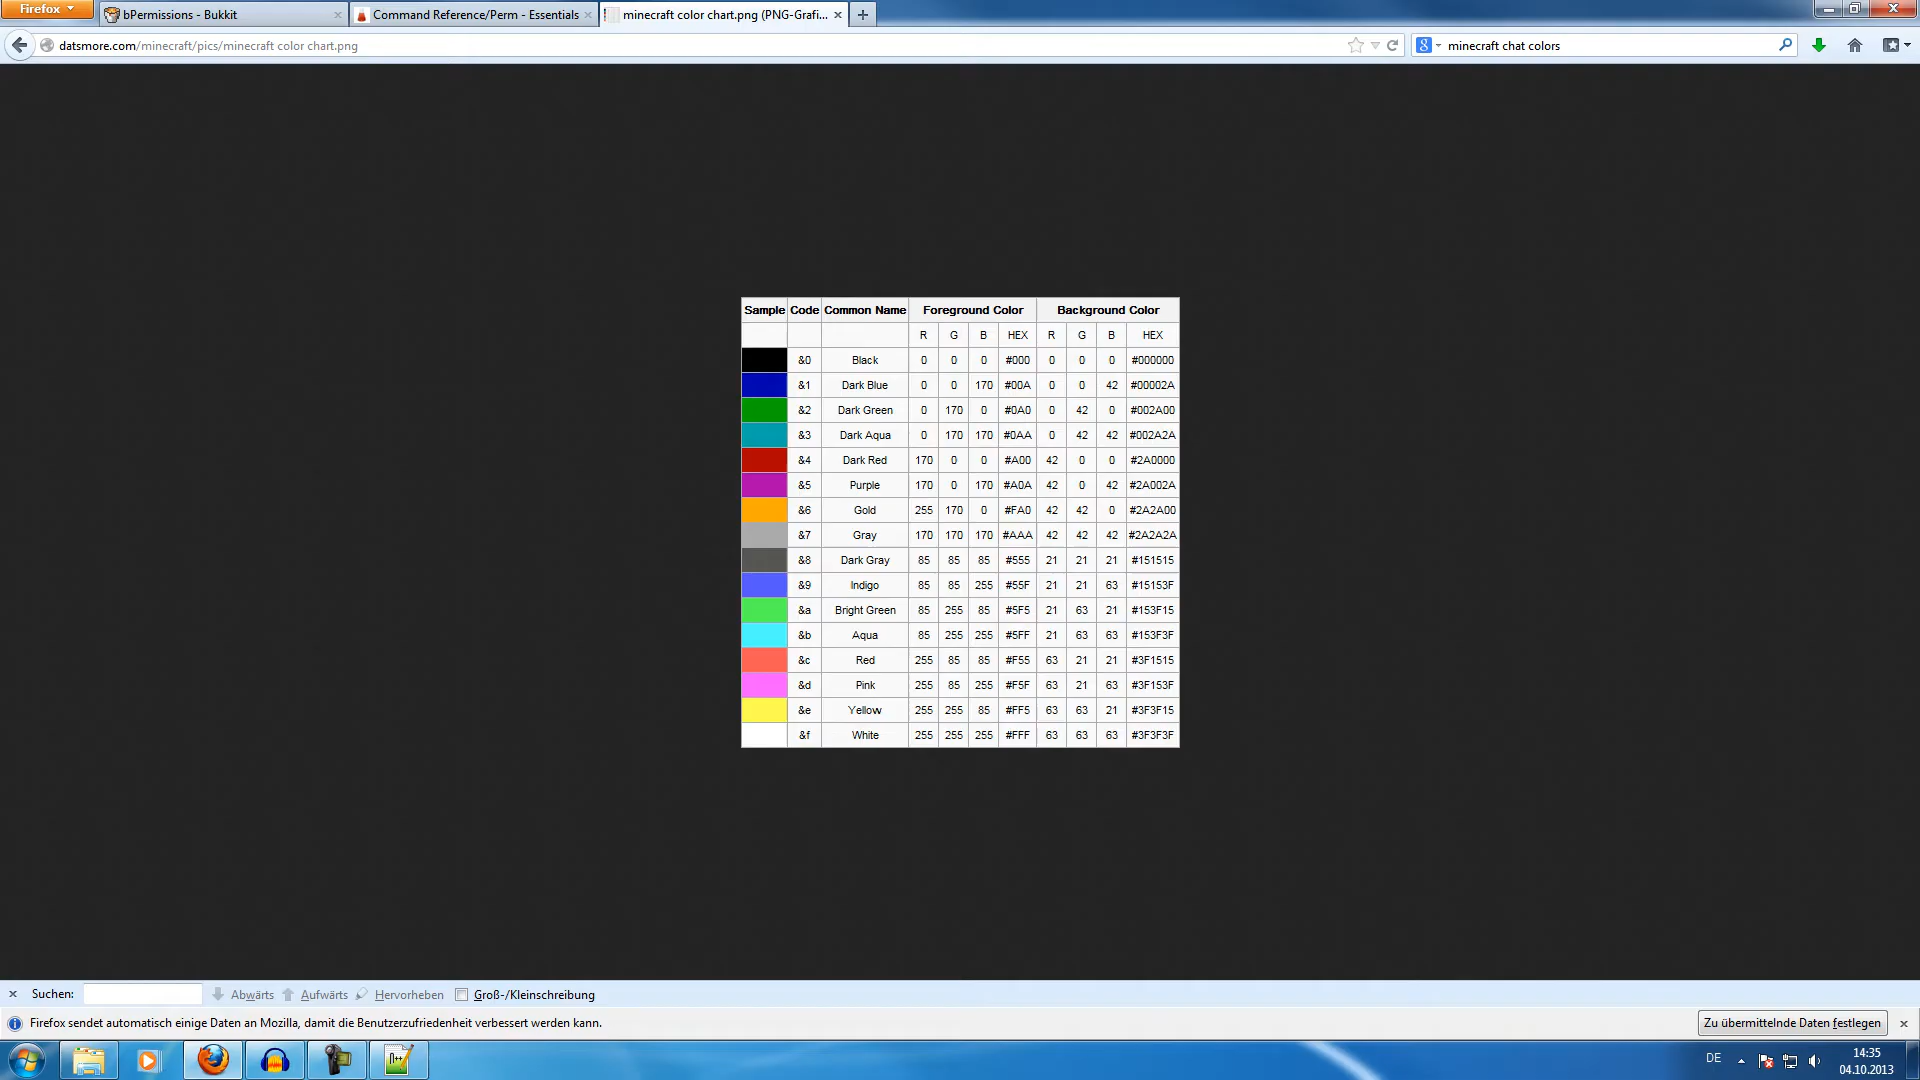 Firefox
bPermissions - Bukkit
Command Reference/Perm - Essentials
minecraft color chart.png (PNG-Grafi...
datsmore.com/minecraft/pics/minecraft color chart.png
minecraft chat colors
Sample Code Common Name Foreground Color Background Color
R G B HEX R G B HEX
&0 Black 0 0 0 #000 0 0 0 #000000
&1 Dark Blue 0 0 170 #00A 0 0 42 #00002A
&2 Dark Green 0 170 0 #0A0 0 42 0 #002A00
&3 Dark Aqua 0 170 170 #0AA 0 42 42 #002A2A
&4 Dark Red 170 0 0 #A00 42 0 0 #2A0000
&5 Purple 170 0 170 #A0A 42 0 42 #2A002A
&6 Gold 255 170 0 #FA0 42 42 0 #2A2A00
&7 Gray 170 170 170 #AAA 42 42 42 #2A2A2A
&8 Dark Gray 85 85 85 #555 21 21 21 #151515
&9 Indigo 85 85 255 #55F 21 21 63 #15153F
&a Bright Green 85 255 85 #5F5 21 63 21 #153F15
&b Aqua 85 255 255 #5FF 21 63 63 #153F3F
&c Red 255 85 85 #F55 63 21 21 #3F1515
&d Pink 255 85 255 #F5F 63 21 63 #3F153F
&e Yellow 255 255 85 #FF5 63 63 21 #3F3F15
&f White 255 255 255 #FFF 63 63 63 #3F3F3F
Suchen: Abwärts Aufwärts Hervorheben Groß-/Kleinschreibung
Firefox sendet automatisch einige Daten an Mozilla, damit die Benutzerzufriedenheit verbessert werden kann.
Zu übermittelnde Daten festlegen
DE
14:35
04.10.2013